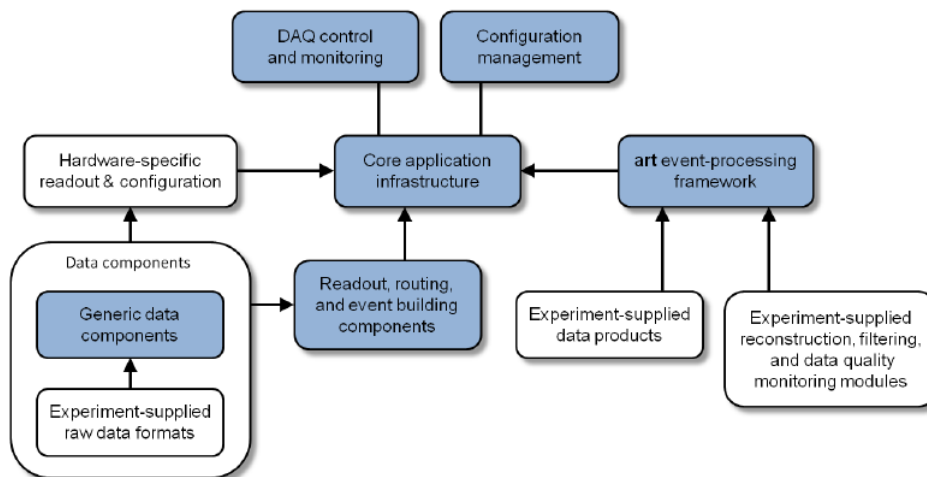 DAQ control
and monitoring
Configuration
management
Hardware-specific
readout & configuration
Core application
infrastructure
art event-processing
framework
Data components
Generic data
components
Experiment-supplied
raw data formats
Readout, routing,
and event building
components
Experiment-supplied
data products
Experiment-supplied
reconstruction, filtering,
and data quality
monitoring modules